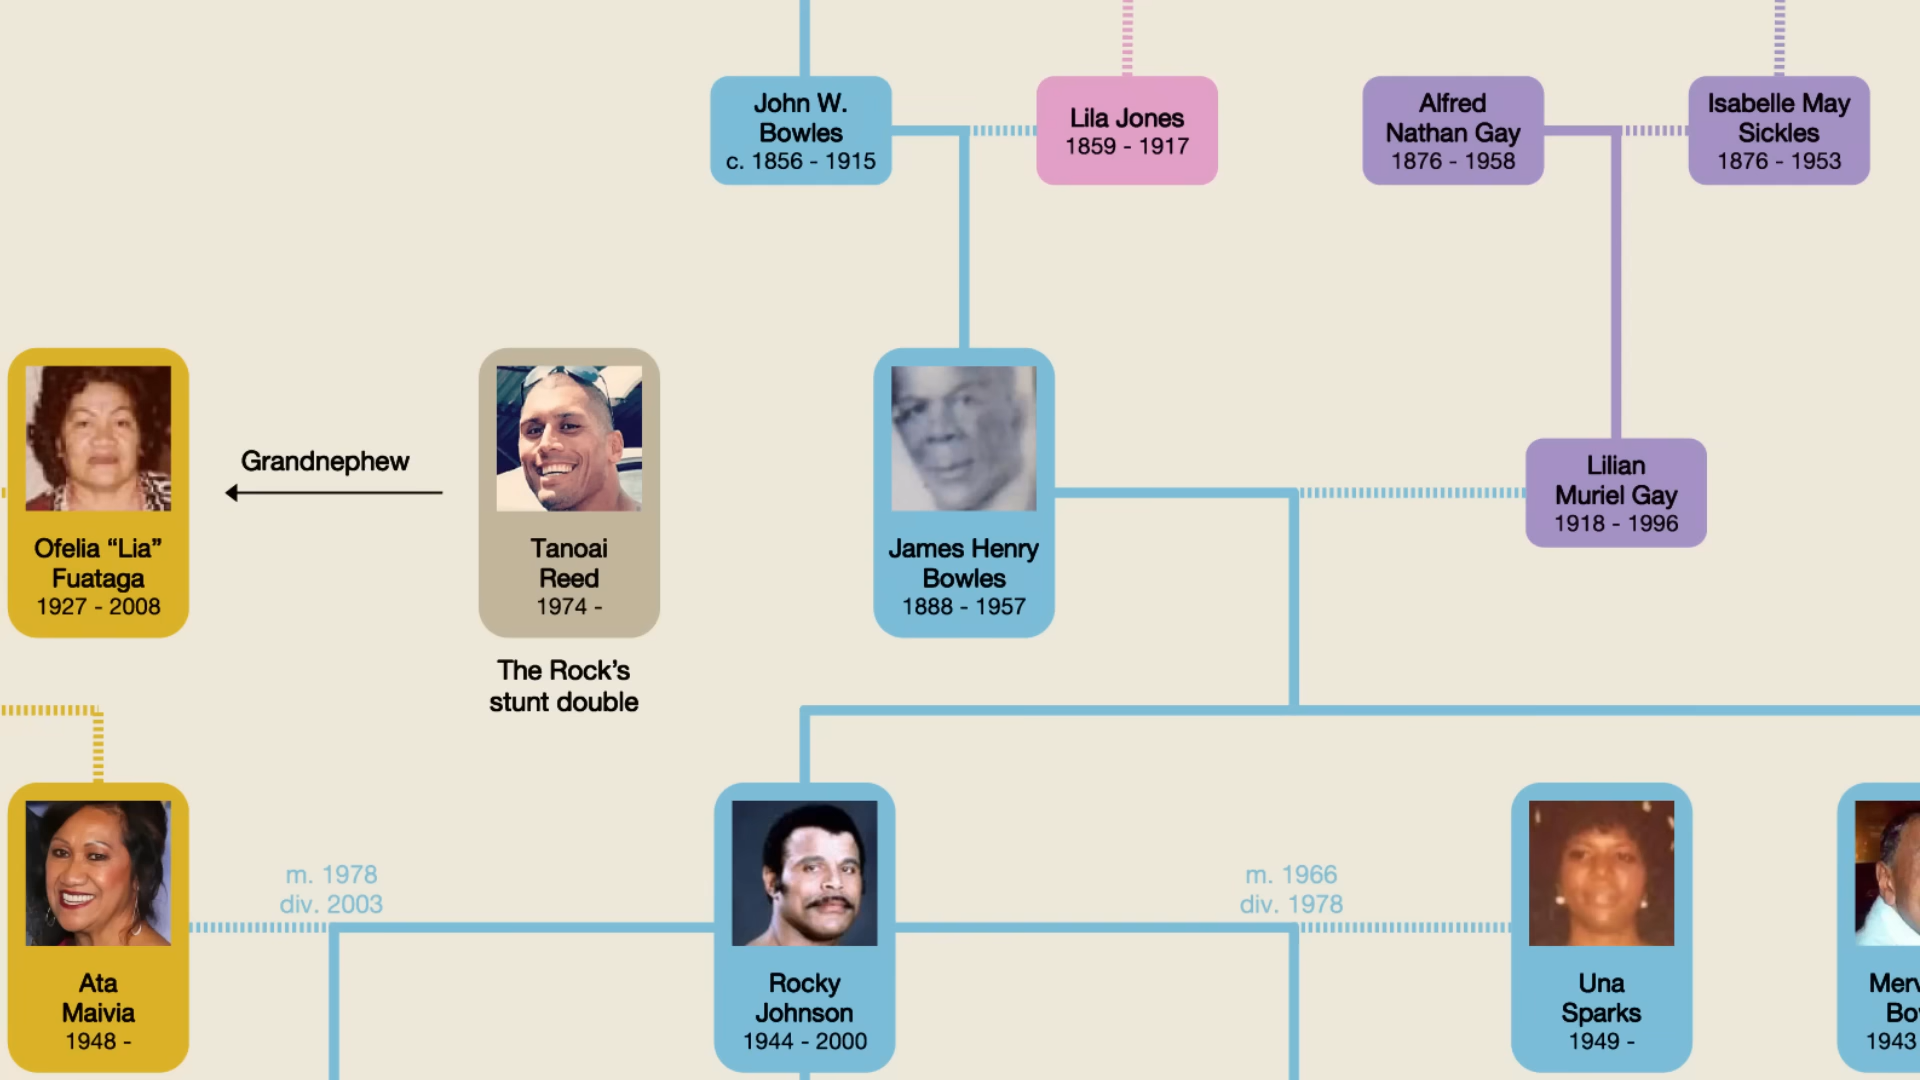 John W.
Bowles
c. 1856 - 1915
Lila Jones
1859 - 1917
Alfred
Nathan Gay
1876 - 1958
Isabelle May
Sickles
1876 - 1953
Ofelia “Lia”
Fuataga
1927 - 2008
Grandnephew
Tanoai
Reed
1974 -
The Rock’s
stunt double
James Henry
Bowles
1888 - 1957
Lilian
Muriel Gay
1918 - 1996
Ata
Maivia
1948 -
m. 1978
div. 2003
Rocky
Johnson
1944 - 2000
m. 1966
div. 1978
Una
Sparks
1949 -
1943